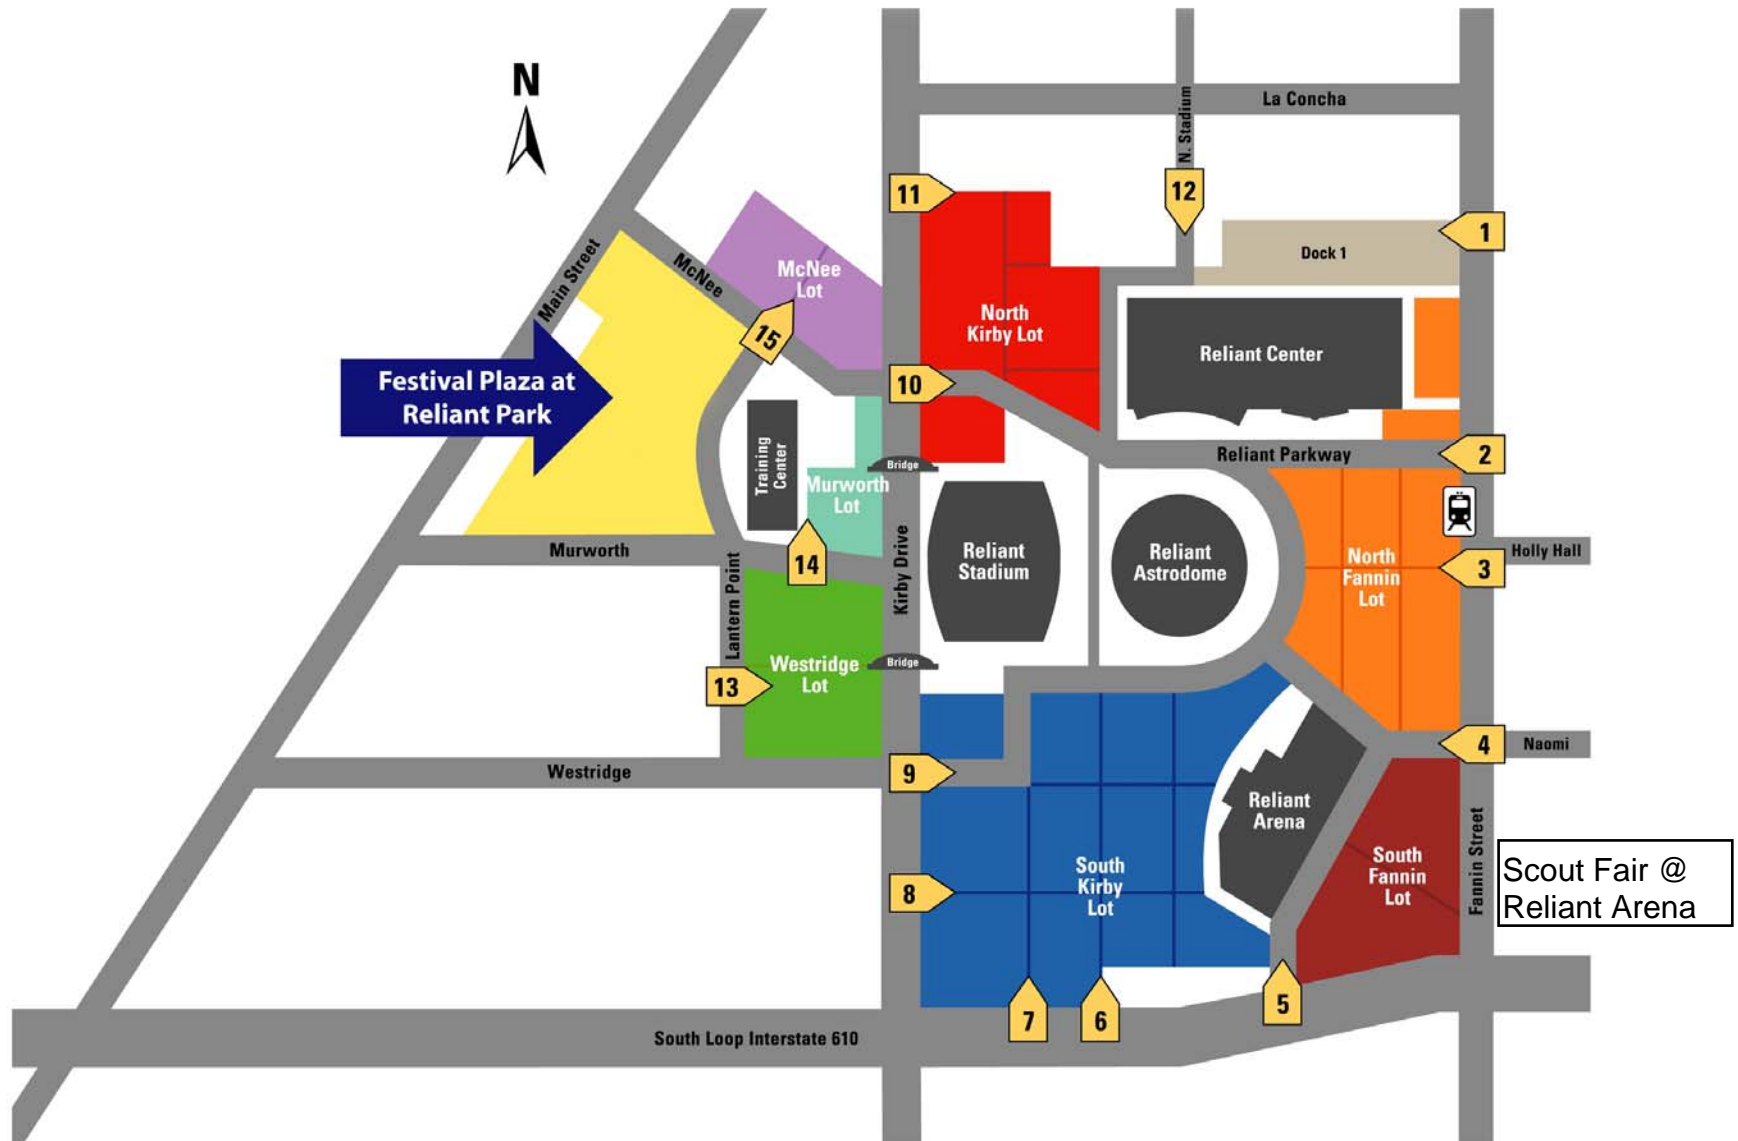 N
La Concha
N. Stadium
11
12
1
Dock 1
Main Street
McNee
McNee
Lot
15
North
Kirby Lot
Reliant Center
Festival Plaza at
Reliant Park
10
Training
Center
Bridge
Murworth
Lot
Reliant Parkway
2
Murworth
14
Kirby Drive
Reliant
Stadium
Reliant
Astrodome
North
Fannin
Lot
3
Holly Hall
Lantern Point
Westridge
Lot
Bridge
13
4
Naomi
Westridge
9
Reliant
Arena
8
South
Kirby
Lot
South
Fannin
Lot
Fannin Street
Scout Fair @
Reliant Arena
7
6
5
South Loop Interstate 610